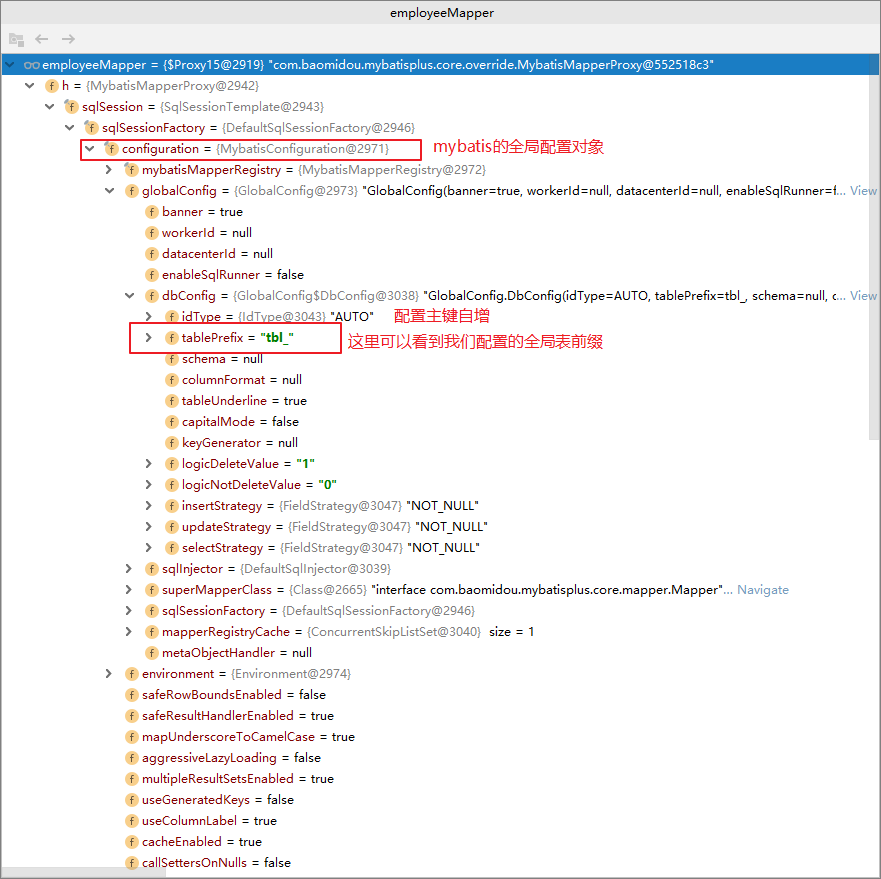 employeeMapper
employeeMapper = {$Proxy15@2919} "com.baomidou.mybatisplus.core.override.MybatisMapperProxy@552518c3"
h = {MybatisMapperProxy@2942}
sqlSession = {SqlSessionTemplate@2943}
sqlSessionFactory = {DefaultSqlSessionFactory@2946}
configuration = {MybatisConfiguration@2971} mybatis的全局配置对象
mybatisMapperRegistry = {MybatisMapperRegistry@2972}
globalConfig = {GlobalConfig@2973} "GlobalConfig(banner=true, workerId=null, datacenterId=null, enableSqlRunner=f... View
banner = true
workerId = null
datacenterId = null
enableSqlRunner = false
dbConfig = {GlobalConfig$DbConfig@3038} "GlobalConfig.DbConfig(idType=AUTO, tablePrefix=tbl_, schema=null, c... View
idType = {IdType@3043} "AUTO" 配置主键自增
tablePrefix = "tbl_" 这里可以看到我们配置的全局表前缀
schema = null
columnFormat = null
tableUnderline = true
capitalMode = false
keyGenerator = null
logicDeleteValue = "1"
logicNotDeleteValue = "0"
insertStrategy = {FieldStrategy@3047} "NOT_NULL"
updateStrategy = {FieldStrategy@3047} "NOT_NULL"
selectStrategy = {FieldStrategy@3047} "NOT_NULL"
sqlInjector = {DefaultSqlInjector@3039}
superMapperClass = {Class@2665} "interface com.baomidou.mybatisplus.core.mapper.Mapper"... Navigate
sqlSessionFactory = {DefaultSqlSessionFactory@2946}
mapperRegistryCache = {ConcurrentSkipListSet@3040} size = 1
metaObjectHandler = null
environment = {Environment@2974}
safeRowBoundsEnabled = false
safeResultHandlerEnabled = true
mapUnderscoreToCamelCase = true
aggressiveLazyLoading = false
multipleResultSetsEnabled = true
useGeneratedKeys = false
useColumnLabel = true
cacheEnabled = true
callSettersOnNulls = false